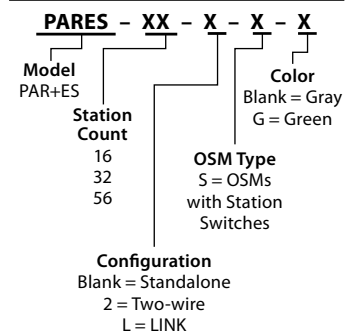 PARES – XX – X – X – X
Model
PAR+ES
Station
Count
16
32
56
Configuration
Blank = Standalone
2 = Two-wire
L = LINK
OSM Type
S = OSMs
with Station
Switches
Color
Blank = Gray
G = Green